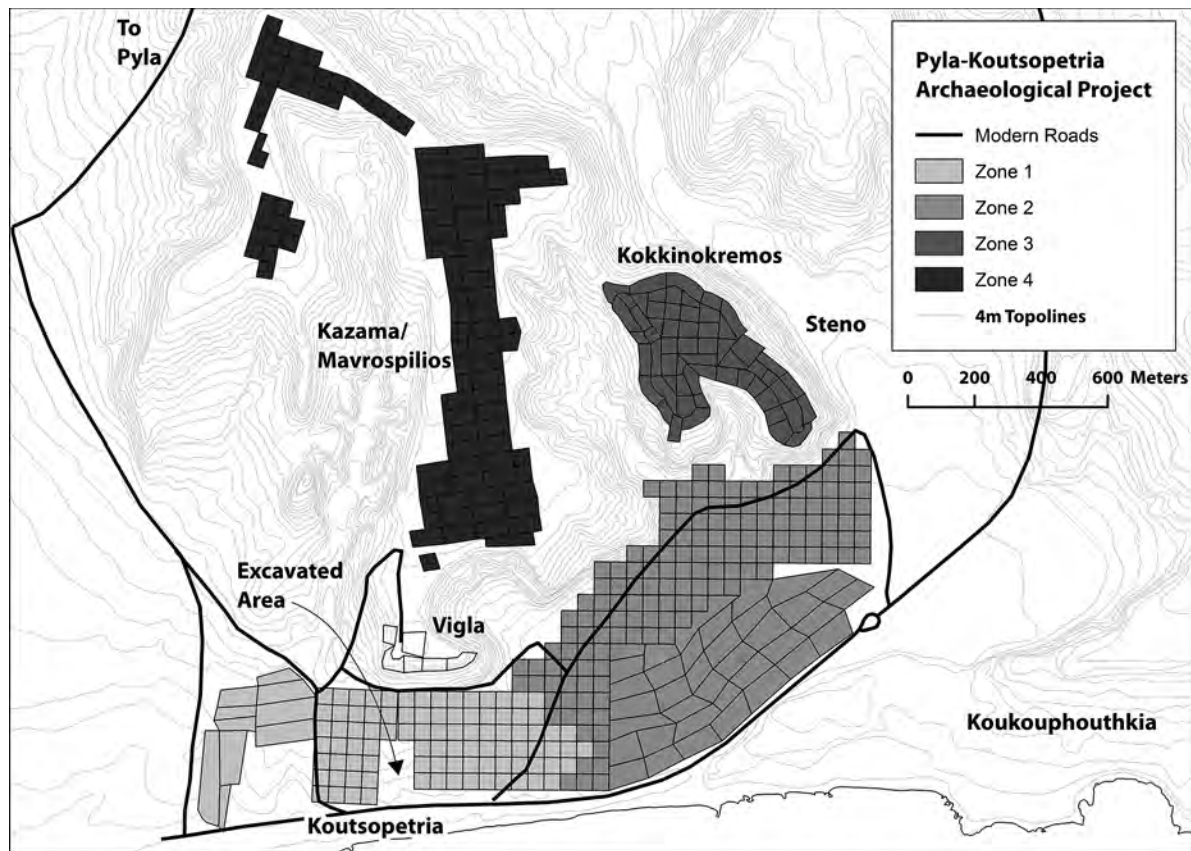 To
Pyla
Pyla-Koutsopetria
Archaeological Project
Modern Roads
Zone 1
Zone 2
Zone 3
Zone 4
4m Topolines
0 200 400 600 Meters
Kokkinokremos
Steno
Kazama/
Mavrospilios
Excavated
Area
Vigla
Koukouphouthkia
Koutsopetria